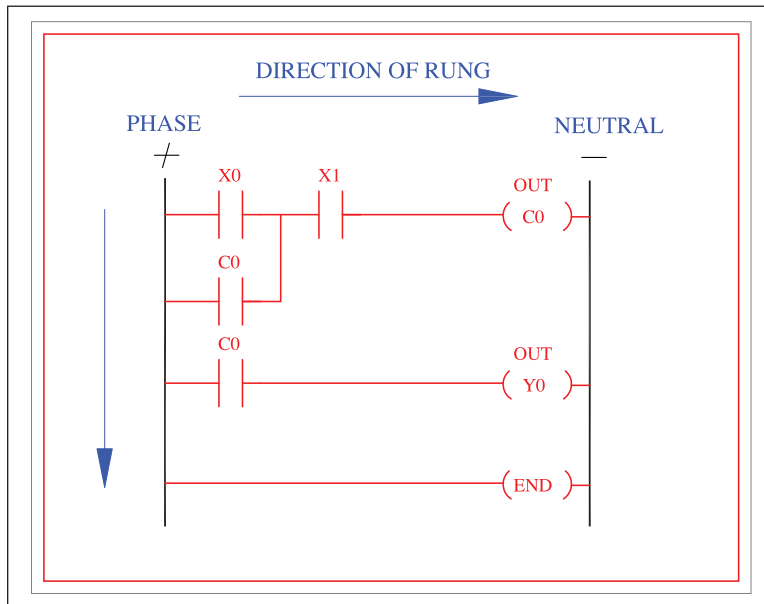 DIRECTION OF RUNG
PHASE
NEUTRAL
+
—
X0
X1
OUT
C0
C0
C0
OUT
Y0
END